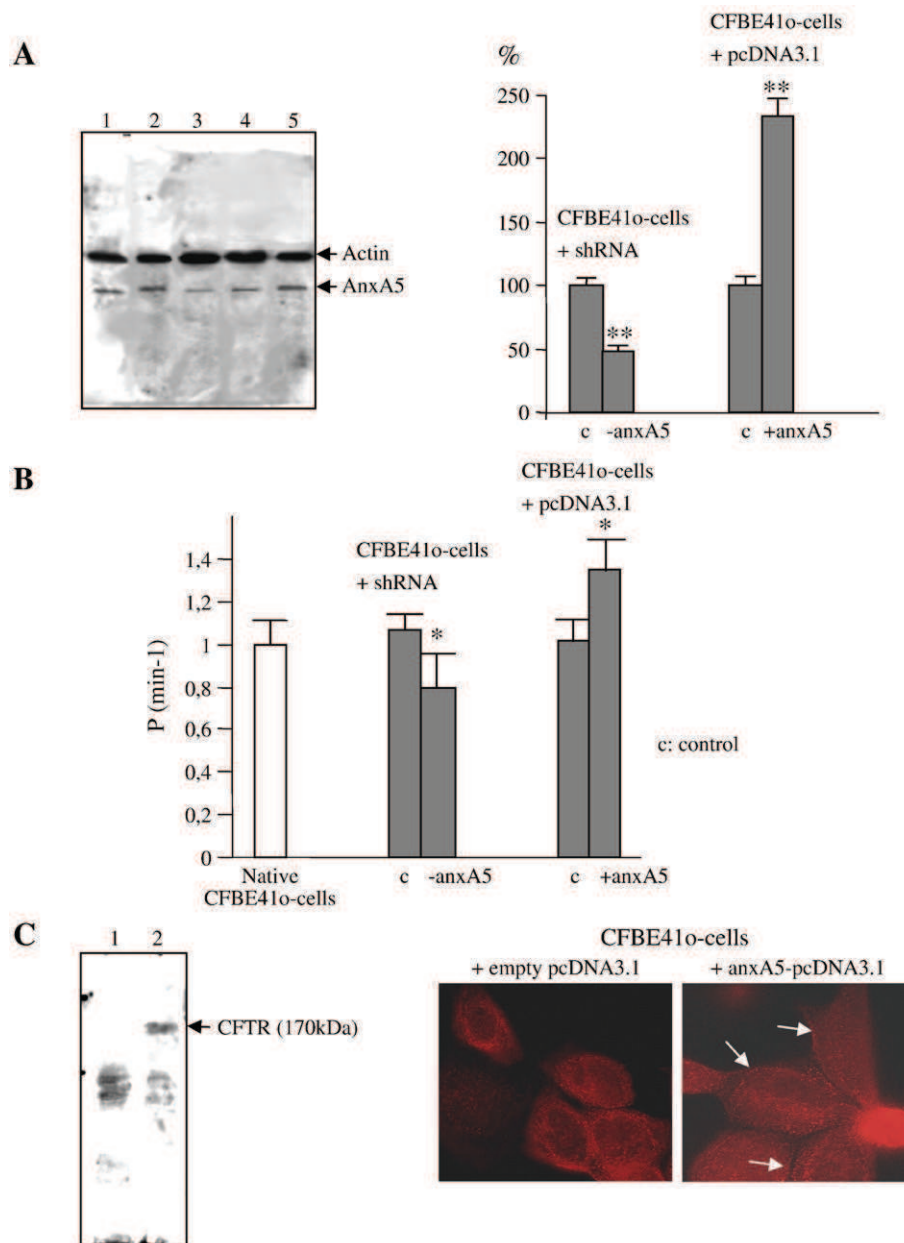 A
1 2 3 4 5
Actin
AnxA5
%
CFBE41o-cells
+ pcDNA3.1
**
250
200
150
100
50
0
CFBE41o-cells
+ shRNA
**
c -anxA5
c +anxA5
B
CFBE41o-cells
+ pcDNA3.1
*
CFBE41o-cells
+ shRNA
*
P (min-1)
1,4
1,2
1
0,8
0,6
0,4
0,2
0
c: control
Native
CFBE41o-cells
c -anxA5
c +anxA5
C
1 2
CFTR (170kDa)
CFBE41o-cells
+ empty pcDNA3.1
+ anxA5-pcDNA3.1